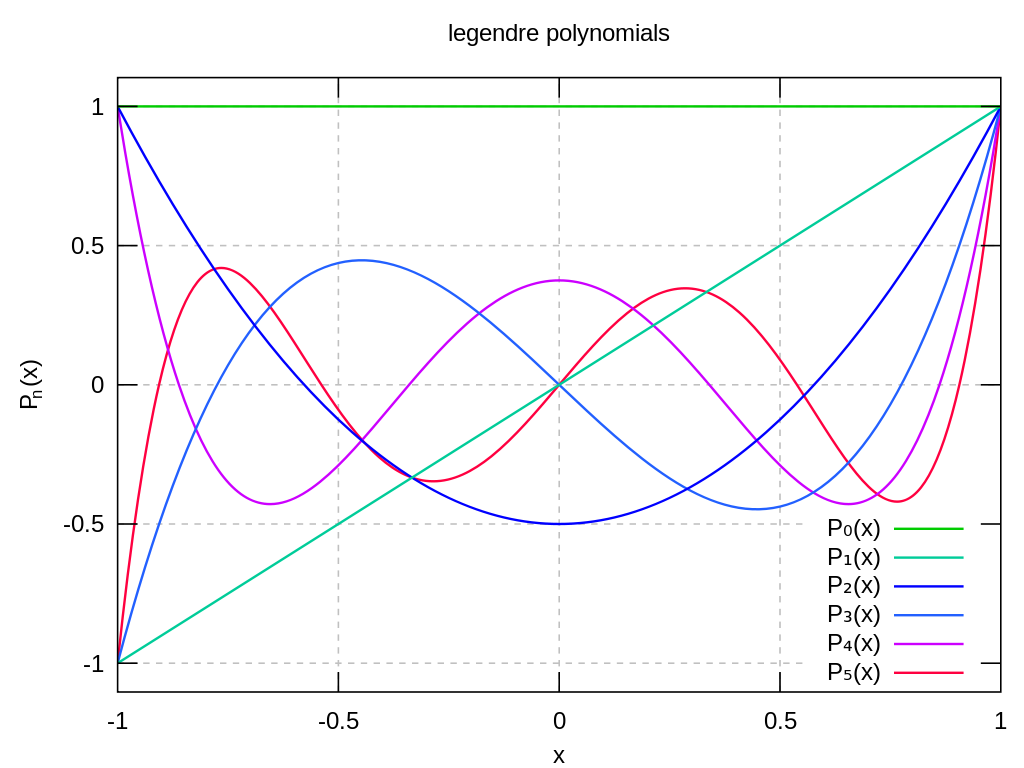 legendre polynomials
1
0.5
0
-0.5
-1
Pₙ(x)
P₀(x)
P₁(x)
P₂(x)
P₃(x)
P₄(x)
P₅(x)
-1 -0.5 0 0.5 1
x